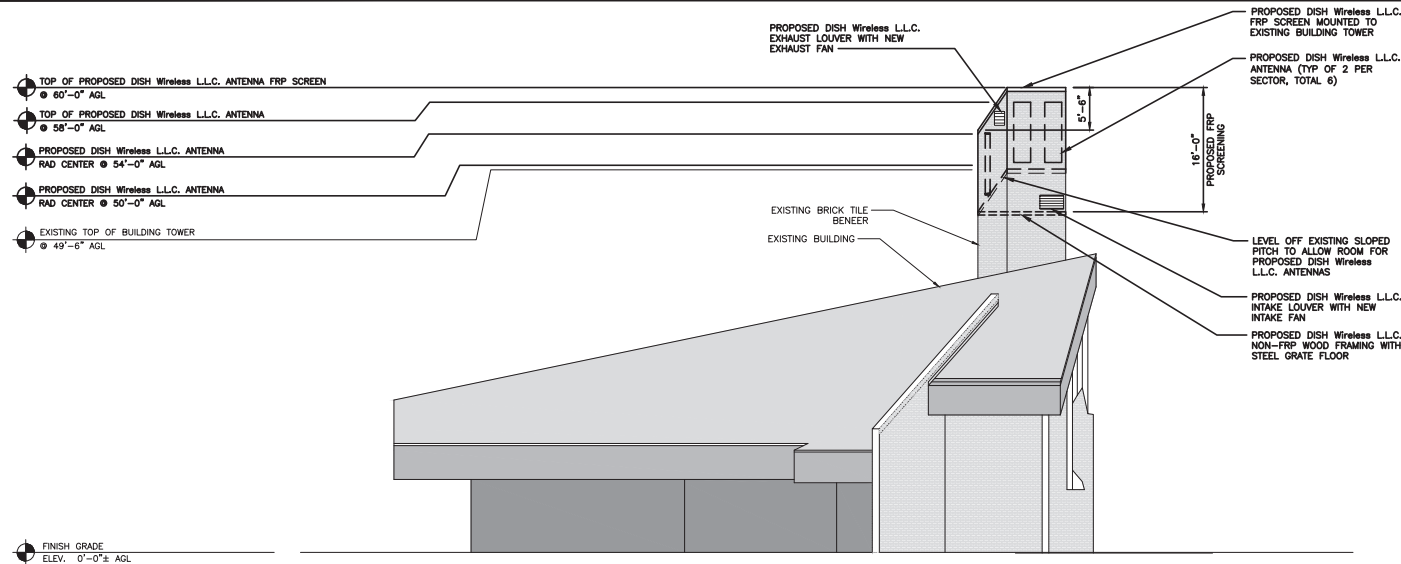 PROPOSED DISH Wireless L.L.C.
FRP SCREEN MOUNTED TO
EXISTING BUILDING TOWER
PROPOSED DISH Wireless L.L.C.
EXHAUST LOUVER WITH NEW
EXHAUST FAN
PROPOSED DISH Wireless L.L.C.
ANTENNA (TYP OF 2 PER
SECTOR, TOTAL 6)
TOP OF PROPOSED DISH Wireless L.L.C. ANTENNA FRP SCREEN
@ 60'-0" AGL
TOP OF PROPOSED DISH Wireless L.L.C. ANTENNA
@ 58'-0" AGL
PROPOSED DISH Wireless L.L.C. ANTENNA
RAD CENTER @ 54'-0" AGL
PROPOSED DISH Wireless L.L.C. ANTENNA
RAD CENTER @ 50'-0" AGL
EXISTING TOP OF BUILDING TOWER
@ 49'-6" AGL
5'-6"
16'-0"
PROPOSED FRP
SCREENING
EXISTING BRICK TILE
BENEER
EXISTING BUILDING
LEVEL OFF EXISTING SLOPED
PITCH TO ALLOW ROOM FOR
PROPOSED DISH Wireless
L.L.C. ANTENNAS
PROPOSED DISH Wireless L.L.C.
INTAKE LOUVER WITH NEW
INTAKE FAN
PROPOSED DISH Wireless L.L.C.
NON-FRP WOOD FRAMING WITH
STEEL GRATE FLOOR
FINISH GRADE
ELEV. 0'-0"± AGL